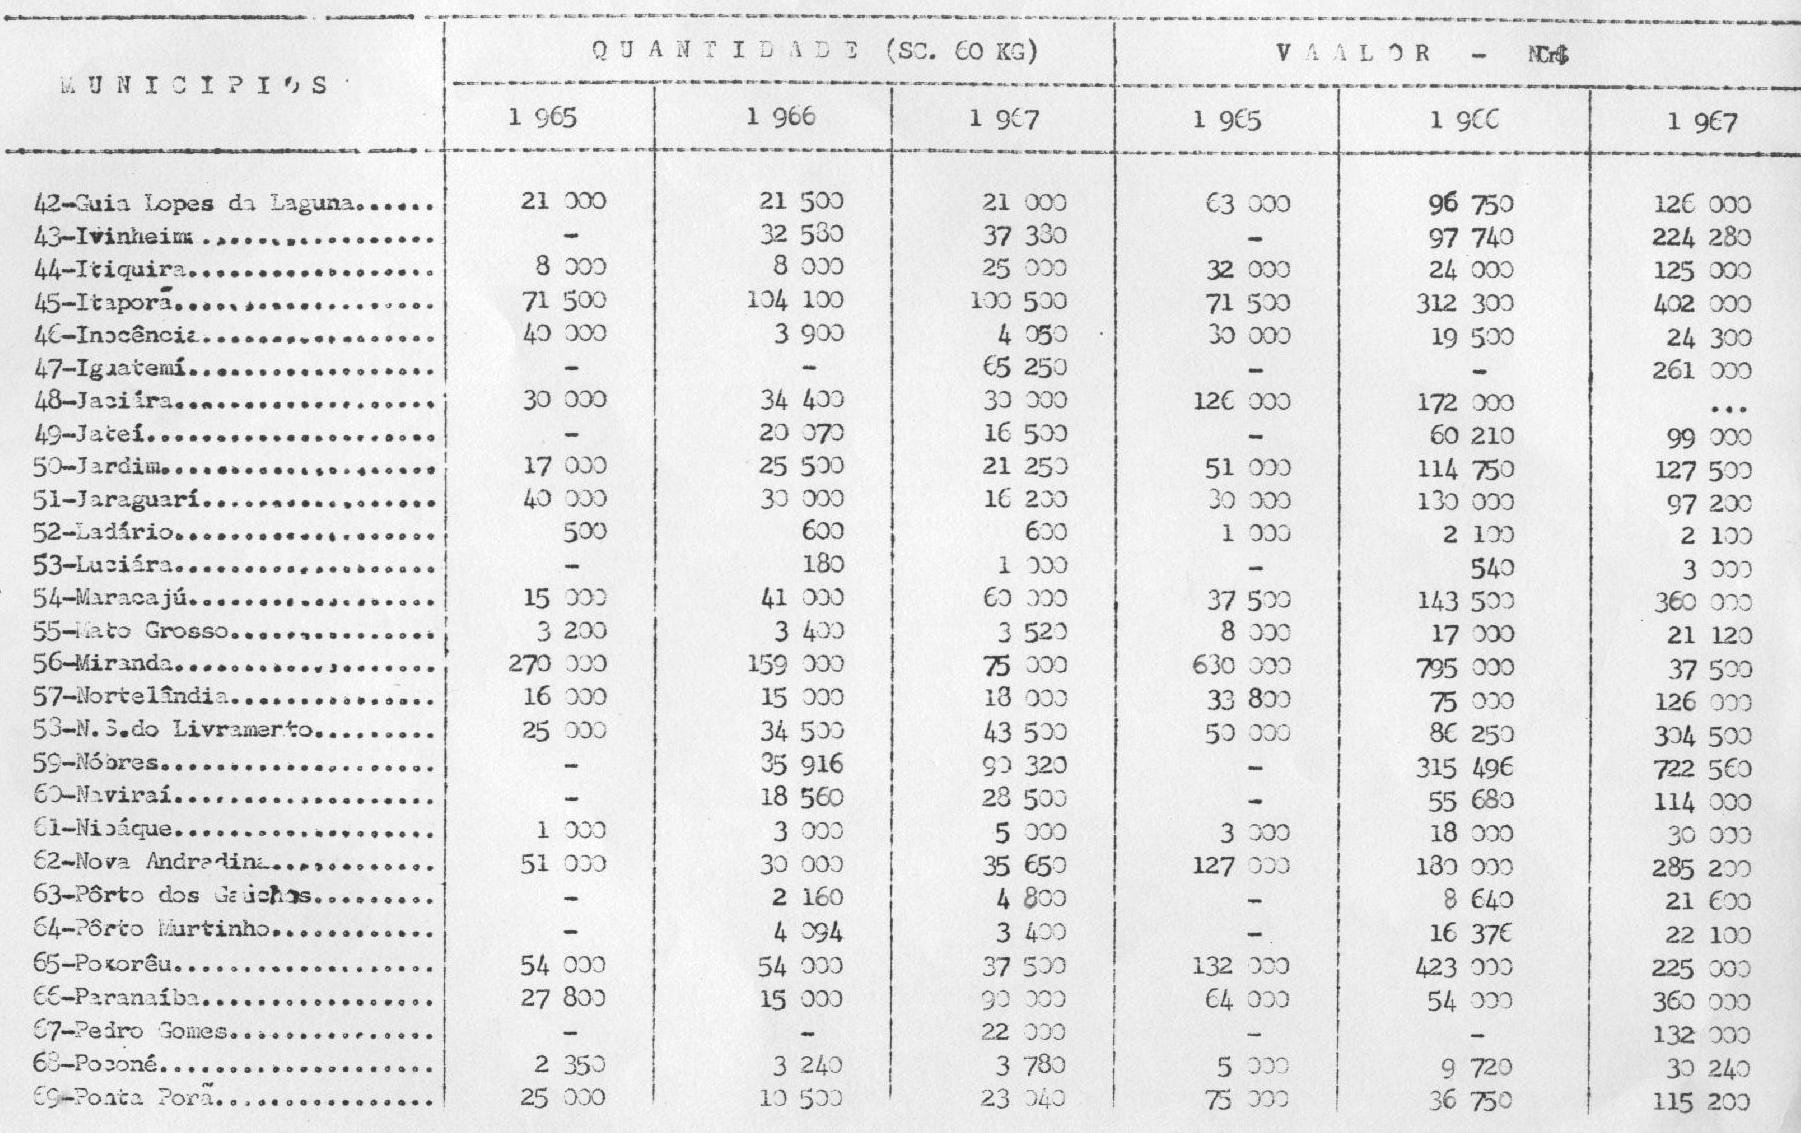 QUANTIDADE (SC. 60 KG) VAALOR - NCr$
MUNICIPIOS
1 965 1 966 1 967 1 965 1 966 1 967
42-Guia Lopes da Laguna...... 21 000 21 500 21 000 63 000 96 750 126 000
43-Ivinheima................. - 32 580 37 380 - 97 740 224 280
44-Itiquira.................. 8 000 8 000 25 000 32 000 24 000 125 000
45-Itaporã................... 71 500 104 100 100 500 71 500 312 300 402 000
46-Inocência................. 40 000 3 900 4 050 30 000 19 500 24 300
47-Iguatemí.................. - - 65 250 - - 261 000
48-Jaciára................... 30 000 34 400 30 000 126 000 172 000 ...
49-Jateí..................... - 20 070 16 500 - 60 210 99 000
50-Jardim.................... 17 000 25 500 21 250 51 000 114 750 127 500
51-Jaraguarí................. 40 000 30 000 16 200 30 000 130 000 97 200
52-Ladário................... 500 600 600 1 000 2 100 2 100
53-Luciára................... - 180 1 000 - 540 3 000
54-Maracajú.................. 15 000 41 000 60 000 37 500 143 500 360 000
55-Mato Grosso............... 3 200 3 400 3 520 8 000 17 000 21 120
56-Miranda................... 270 000 159 000 75 000 630 000 795 000 37 500
57-Nortelândia............... 16 000 15 000 18 000 33 800 75 000 126 000
58-N.S.do Livramento......... 25 000 34 500 43 500 50 000 86 250 304 500
59-Nóbres.................... - 35 916 90 320 - 315 496 722 560
60-Naviraí................... - 18 560 28 500 - 55 680 114 000
61-Nioáque................... 1 000 3 000 5 000 3 000 18 000 30 000
62-Nova Andradina............ 51 000 30 000 35 650 127 000 180 000 285 200
63-Pôrto dos Gaúchos......... - 2 160 4 800 - 8 640 21 600
64-Pôrto Murtinho............ - 4 094 3 400 - 16 376 22 100
65-Poxorêu................... 54 000 54 000 37 500 132 000 423 000 225 000
66-Paranaíba................. 27 800 15 000 90 000 64 000 54 000 360 000
67-Pedro Gomes............... - - 22 000 - - 132 000
68-Poconé.................... 2 350 3 240 3 780 5 000 9 720 30 240
69-Ponta Porã................ 25 000 10 500 23 040 75 000 36 750 115 200